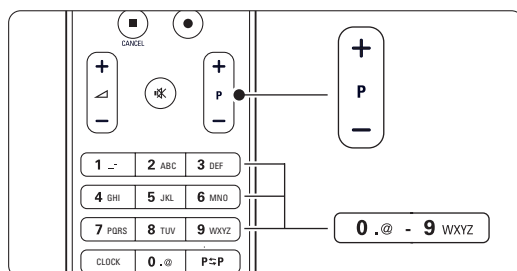 CANCEL
+ + +
P P
− − −
1 _- 2 ABC 3 DEF
4 GHI 5 JKL 6 MNO
7 PQRS 8 TUV 9 WXYZ
0 .@ - 9 WXYZ
CLOCK 0 .@ P⇆P